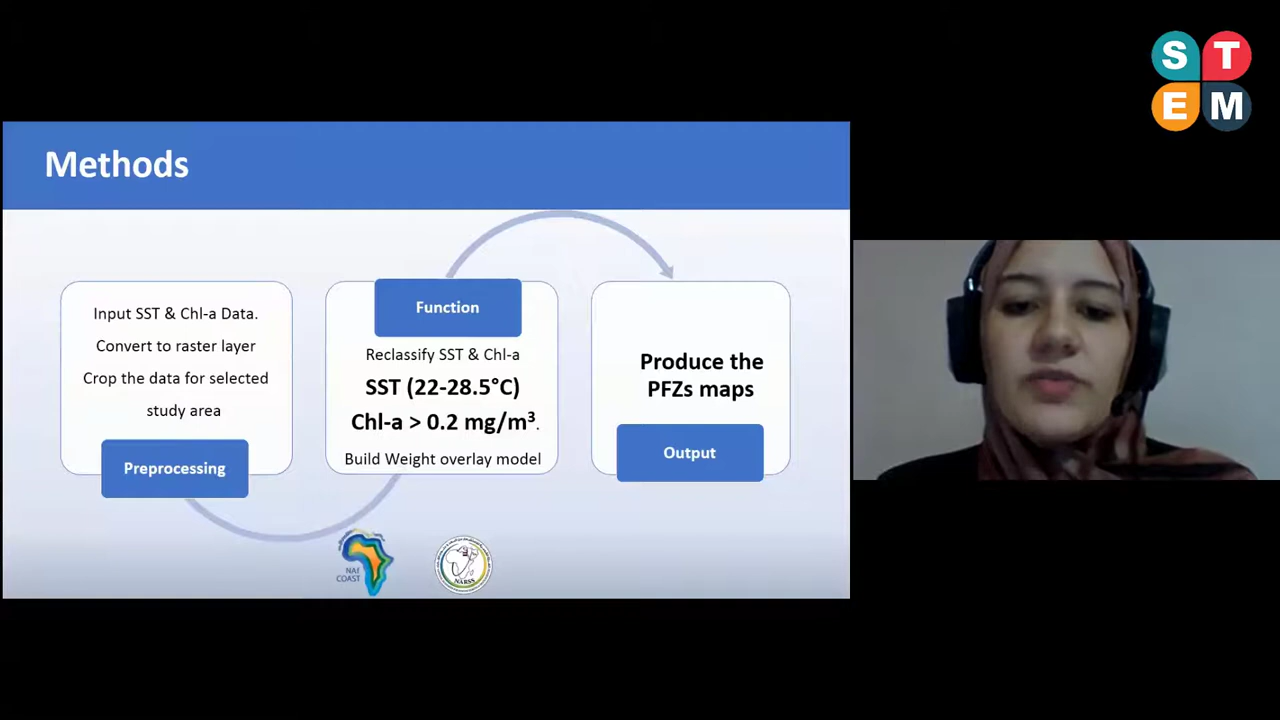 S T
E M
Methods
Input SST & Chl-a Data.
Convert to raster layer
Crop the data for selected
study area
Preprocessing
Function
Reclassify SST & Chl-a
SST (22-28.5°C)
Chl-a > 0.2 mg/m³.
Build Weight overlay model
Produce the
PFZs maps
Output
COAST
NARSS